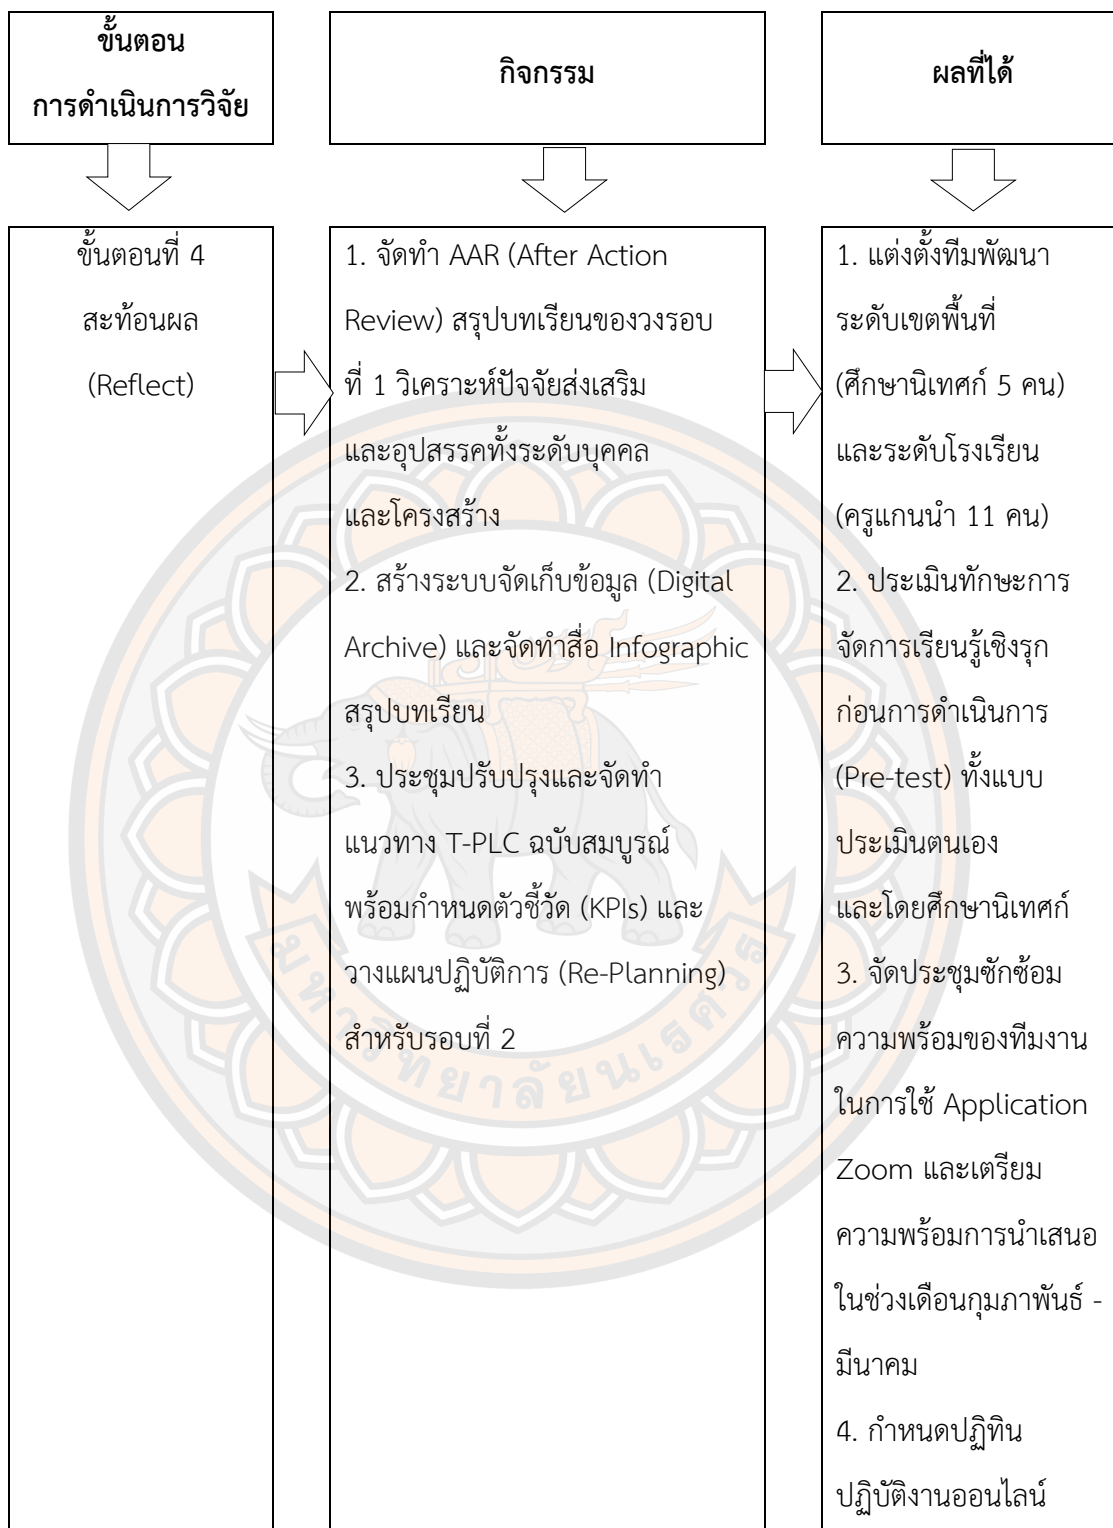 ขั้นตอน
การดำเนินการวิจัย
กิจกรรม
ผลที่ได้
ขั้นตอนที่ 4
สะท้อนผล
(Reflect)
1. จัดทำ AAR (After Action
Review) สรุปบทเรียนของวงรอบ
ที่ 1 วิเคราะห์ปัจจัยส่งเสริม
และอุปสรรคทั้งระดับบุคคล
และโครงสร้าง
2. สร้างระบบจัดเก็บข้อมูล (Digital
Archive) และจัดทำสื่อ Infographic
สรุปบทเรียน
3. ประชุมปรับปรุงและจัดทำ
แนวทาง T-PLC ฉบับสมบูรณ์
พร้อมกำหนดตัวชี้วัด (KPIs) และ
วางแผนปฏิบัติการ (Re-Planning)
สำหรับรอบที่ 2
1. แต่งตั้งทีมพัฒนา
ระดับเขตพื้นที่
(ศึกษานิเทศก์ 5 คน)
และระดับโรงเรียน
(ครูแกนนำ 11 คน)
2. ประเมินทักษะการ
จัดการเรียนรู้เชิงรุก
ก่อนการดำเนินการ
(Pre-test) ทั้งแบบ
ประเมินตนเอง
และโดยศึกษานิเทศก์
3. จัดประชุมซักซ้อม
ความพร้อมของทีมงาน
ในการใช้ Application
Zoom และเตรียม
ความพร้อมการนำเสนอ
ในช่วงเดือนกุมภาพันธ์ -
มีนาคม
4. กำหนดปฏิทิน
ปฏิบัติงานออนไลน์
มหาวิทยาลัยนเรศวร